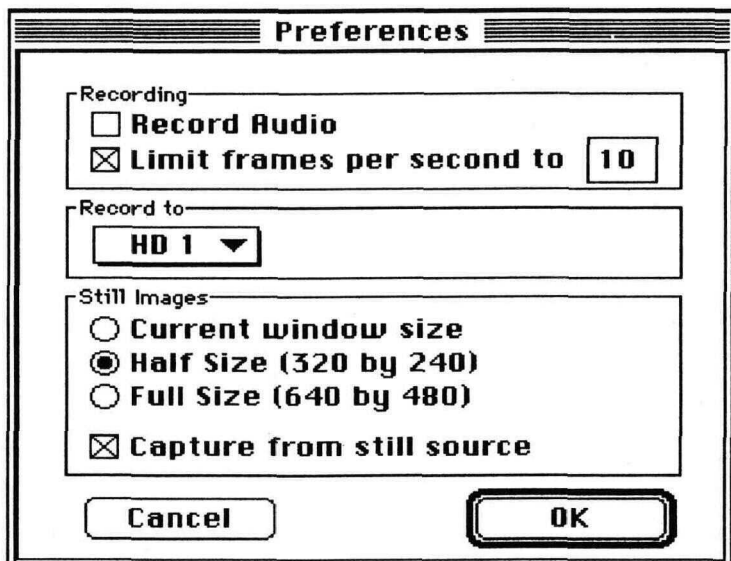 Preferences
Recording
Record Audio
Limit frames per second to 10
Record to
HD 1
Still Images
Current window size
Half Size (320 by 240)
Full Size (640 by 480)
Capture from still source
Cancel OK